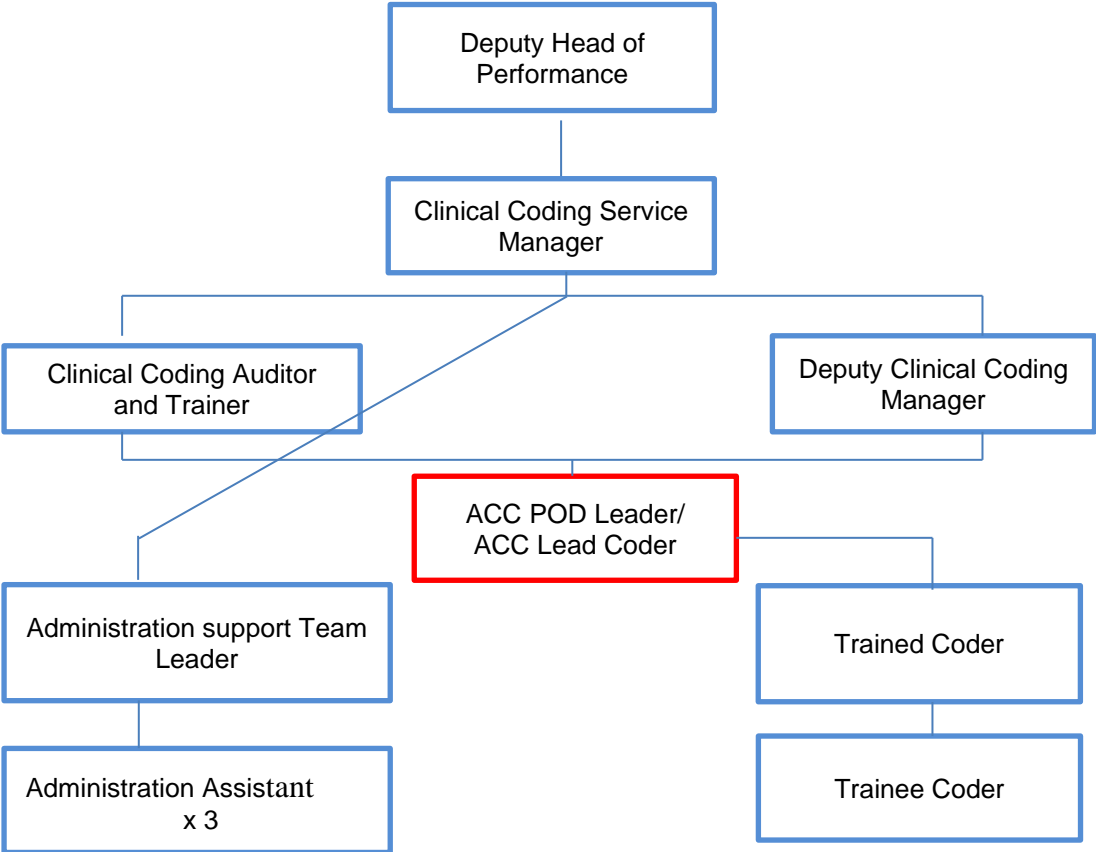 Deputy Head of
Performance
Clinical Coding Service
Manager
Clinical Coding Auditor
and Trainer
Deputy Clinical Coding
Manager
ACC POD Leader/
ACC Lead Coder
Administration support Team
Leader
Trained Coder
Administration Assistant
x 3
Trainee Coder